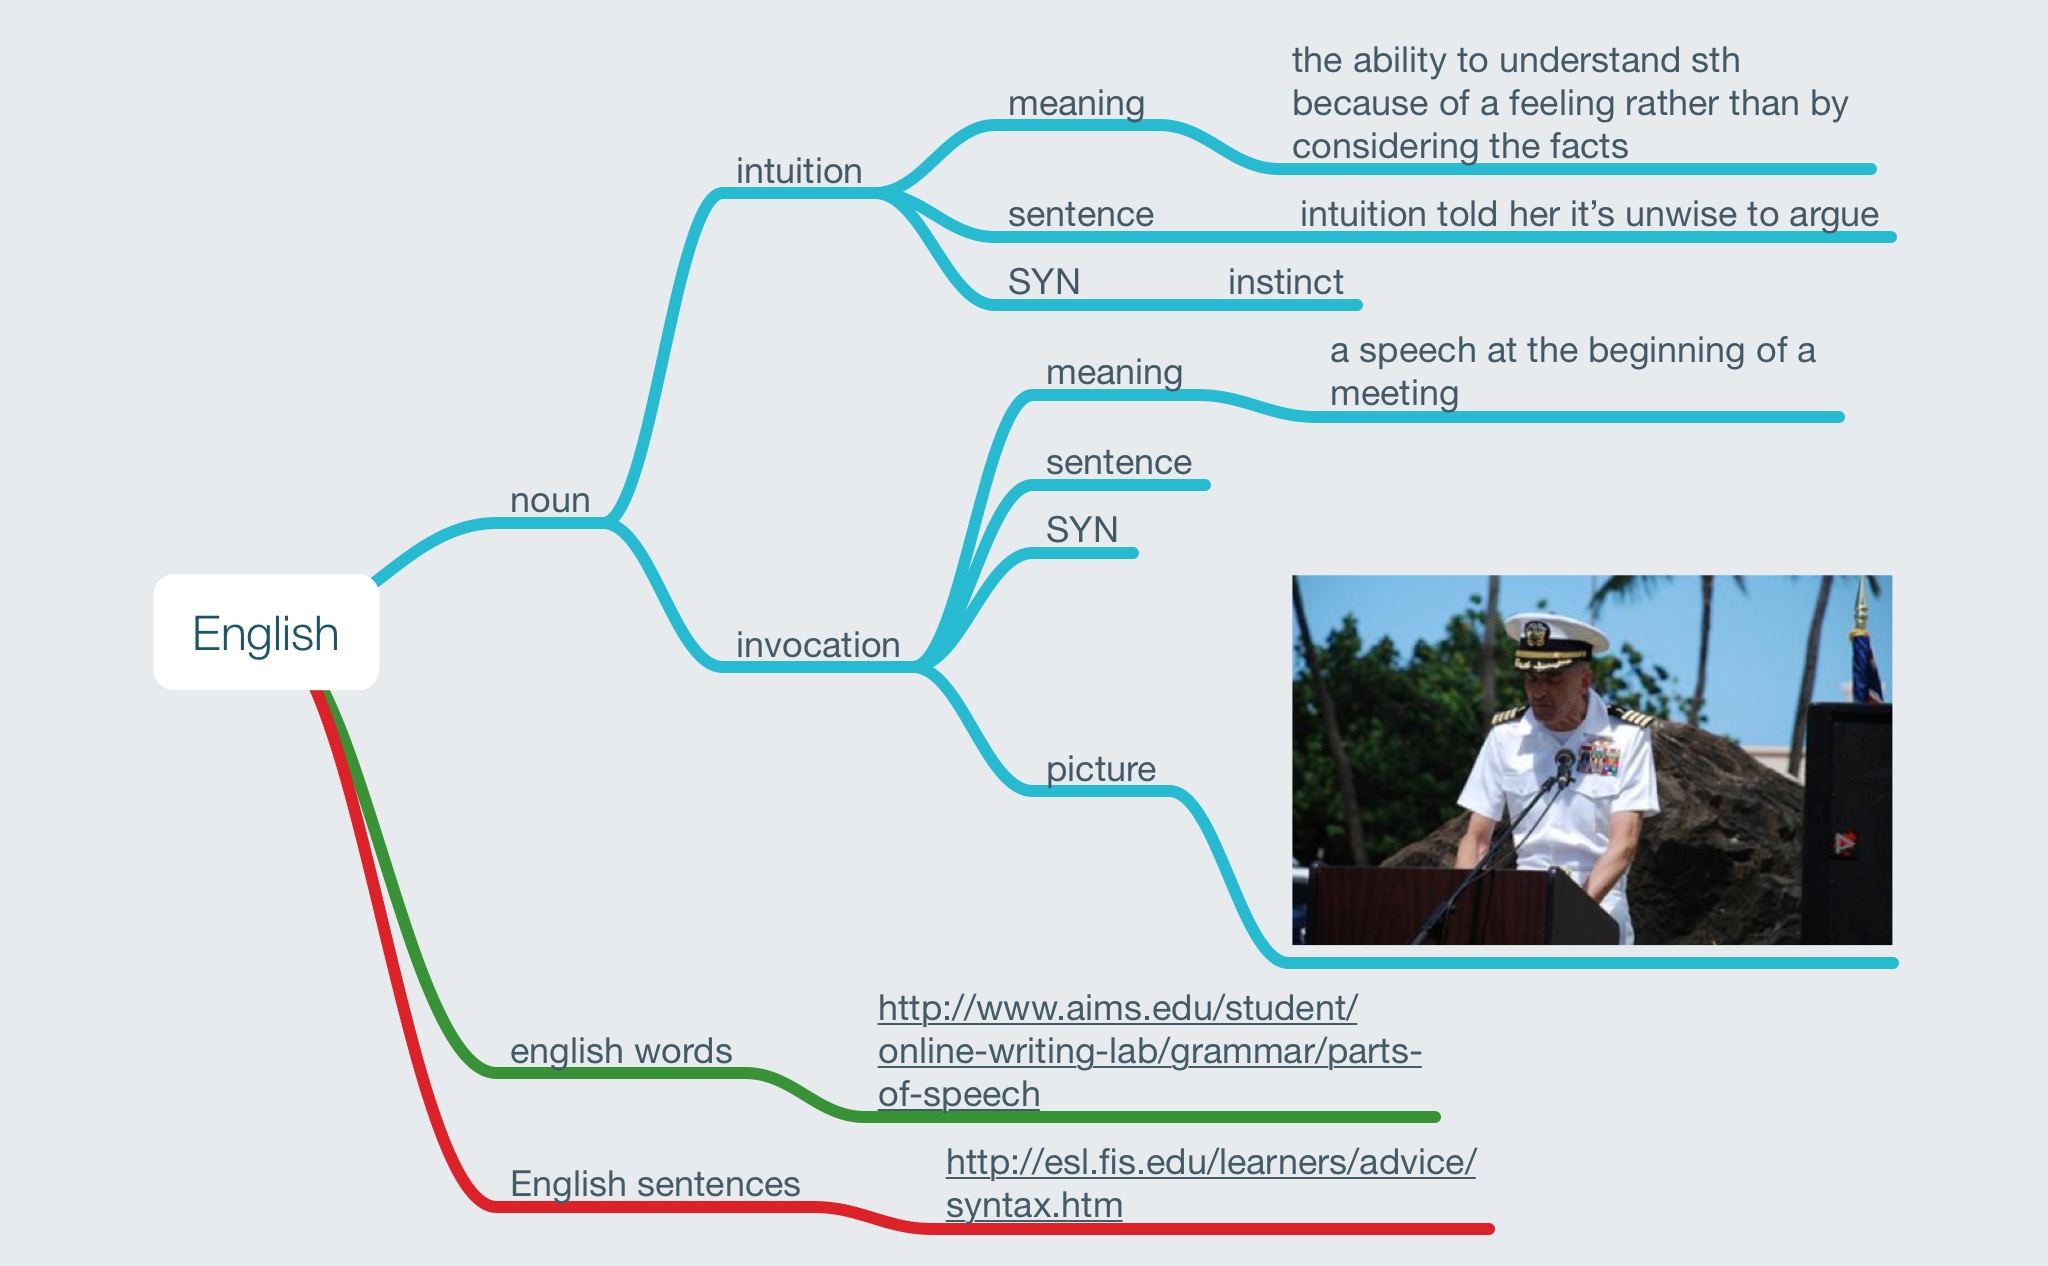 the ability to understand sth
because of a feeling rather than by
considering the facts
meaning
intuition
sentence intuition told her it’s unwise to argue
SYN instinct
a speech at the beginning of a
meeting
meaning
sentence
SYN
noun
English
invocation
picture
http://www.aims.edu/student/
online-writing-lab/grammar/parts-
of-speech
english words
http://esl.fis.edu/learners/advice/
syntax.htm
English sentences